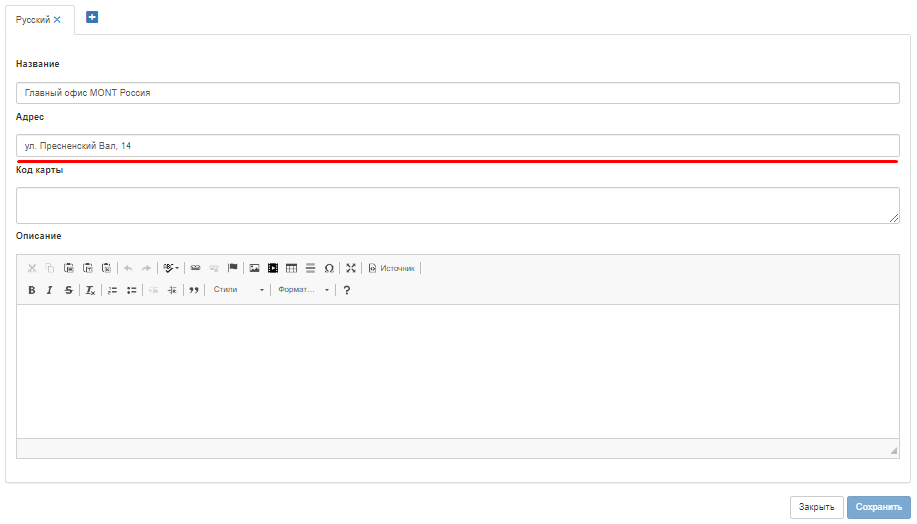 Русский
Название
Главный офис MONT Россия
Адрес
ул. Пресненский Вал, 14
Код карты
Описание
Источник
Стили Формат... ?
Закрыть Сохранить